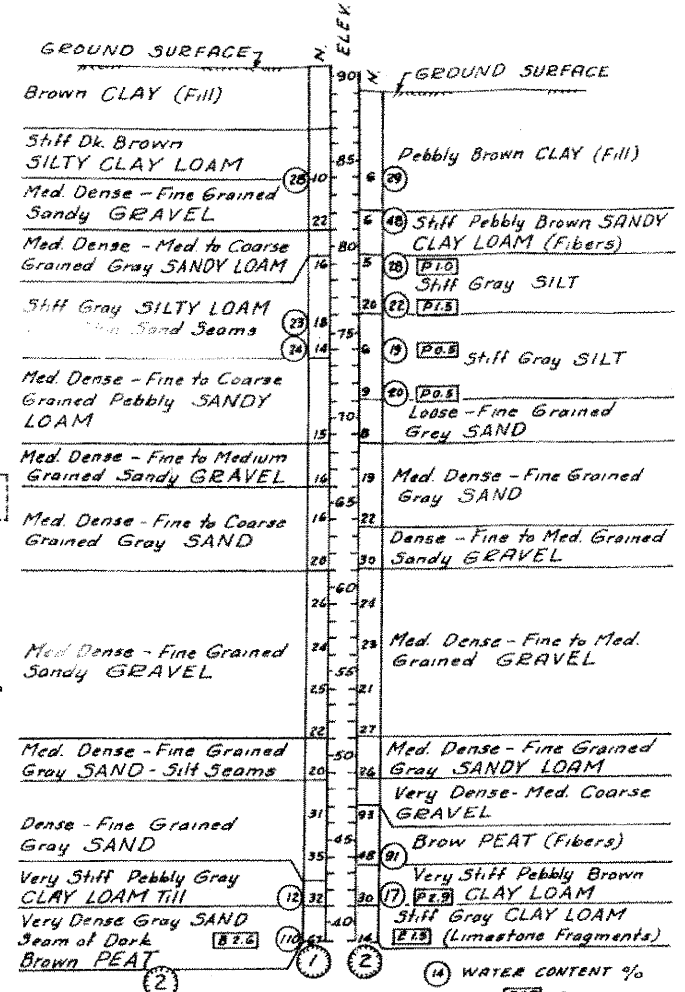 GROUND SURFACE
N.
ELEV.
N.
GROUND SURFACE
Brown CLAY (Fill)
Stiff Dk. Brown
SILTY CLAY LOAM
Med. Dense - Fine Grained
Sandy GRAVEL
Med. Dense - Med. to Coarse
Grained Gray SANDY LOAM
Stiff Gray SILTY LOAM
Sand Seams
Med. Dense - Fine to Coarse
Grained Pebbly SANDY
LOAM
Med. Dense - Fine to Medium
Grained Sandy GRAVEL
Med. Dense - Fine to Coarse
Grained Gray SAND
Med Dense - Fine Grained
Sandy GRAVEL
Med. Dense - Fine Grained
Gray SAND - Silt Seams
Dense - Fine Grained
Gray SAND
Very Stiff Pebbly Gray
CLAY LOAM Till
Very Dense Gray SAND
Seam of Dark B 2.6
Brown PEAT
2
28 10
22
16
23 18
24 14
15
16
16
20
26
24
25
22
20
31
35
12 32
110
1
90
85
80
75
70
65
60
55
50
45
40
6 29
6 48
5 28 P 1.0
20 22 P 1.5
6 19 P 0.5
9 20 P 0.5
8
19
22
30
24
23
21
27
26
93
48 91
30 17 P 2.9
14
2
Pebbly Brown CLAY (Fill)
Stiff Pebbly Brown SANDY
CLAY LOAM (Fibers)
Stiff Gray SILT
Stiff Gray SILT
Loose - Fine Grained
Grey SAND
Med. Dense - Fine Grained
Gray SAND
Dense - Fine to Med. Grained
Sandy GRAVEL
Med. Dense - Fine to Med.
Grained GRAVEL
Med. Dense - Fine Grained
Gray SANDY LOAM
Very Dense - Med. Coarse
GRAVEL
Brow PEAT (Fibers)
Very Stiff Pebbly Brown
CLAY LOAM
Stiff Gray CLAY LOAM
(Limestone Fragments)
14 WATER CONTENT %